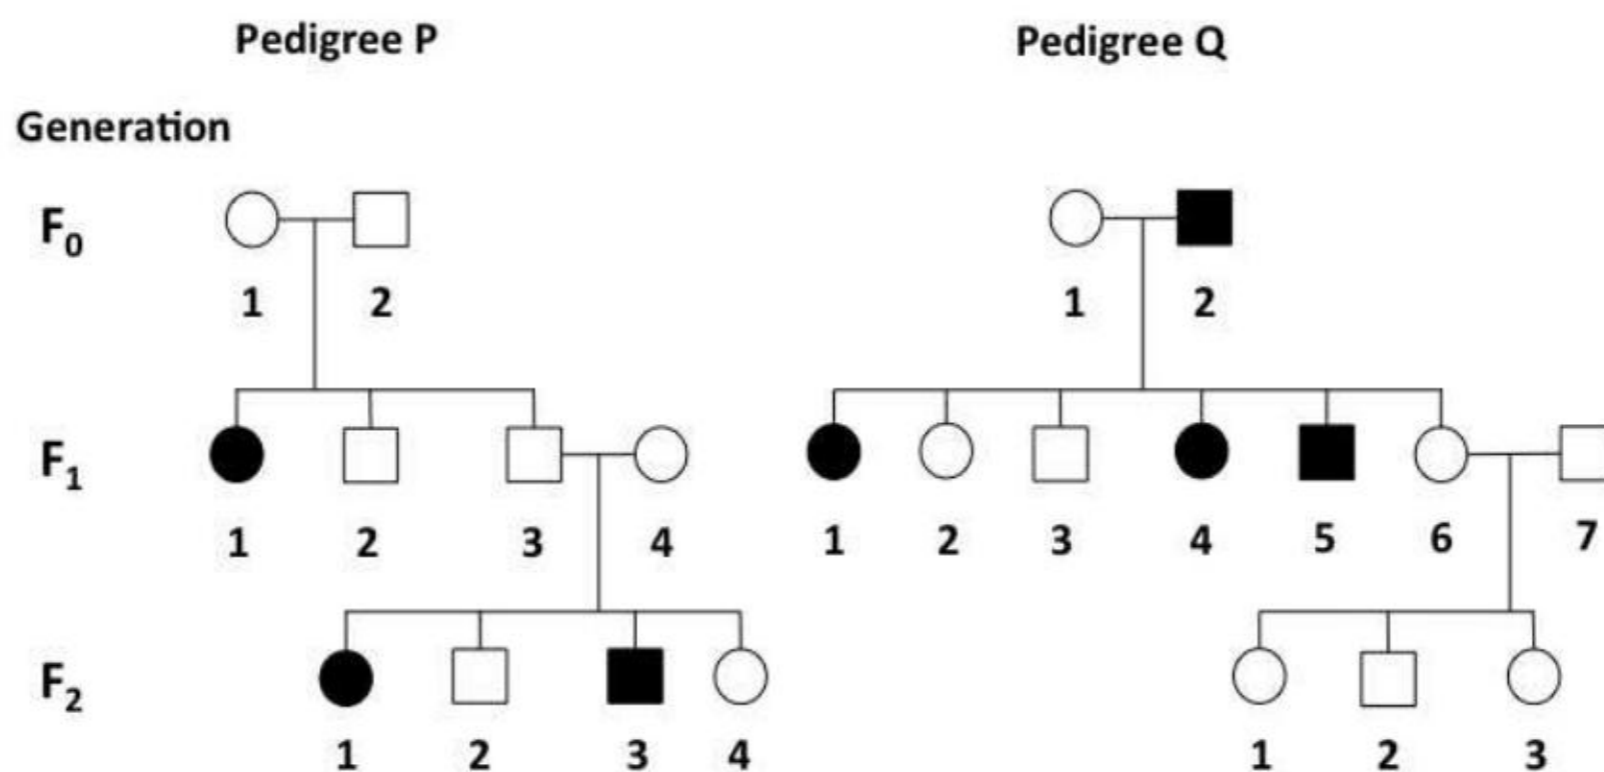 Pedigree P Pedigree Q
Generation
F0
1 2 1 2
F1
1 2 3 4 1 2 3 4 5 6 7
F2
1 2 3 4 1 2 3